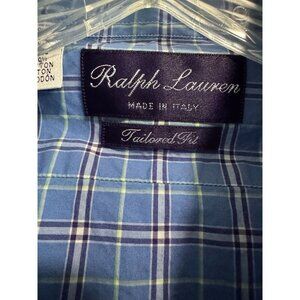 Ralph Lauren
MADE IN ITALY
Tailored Fit